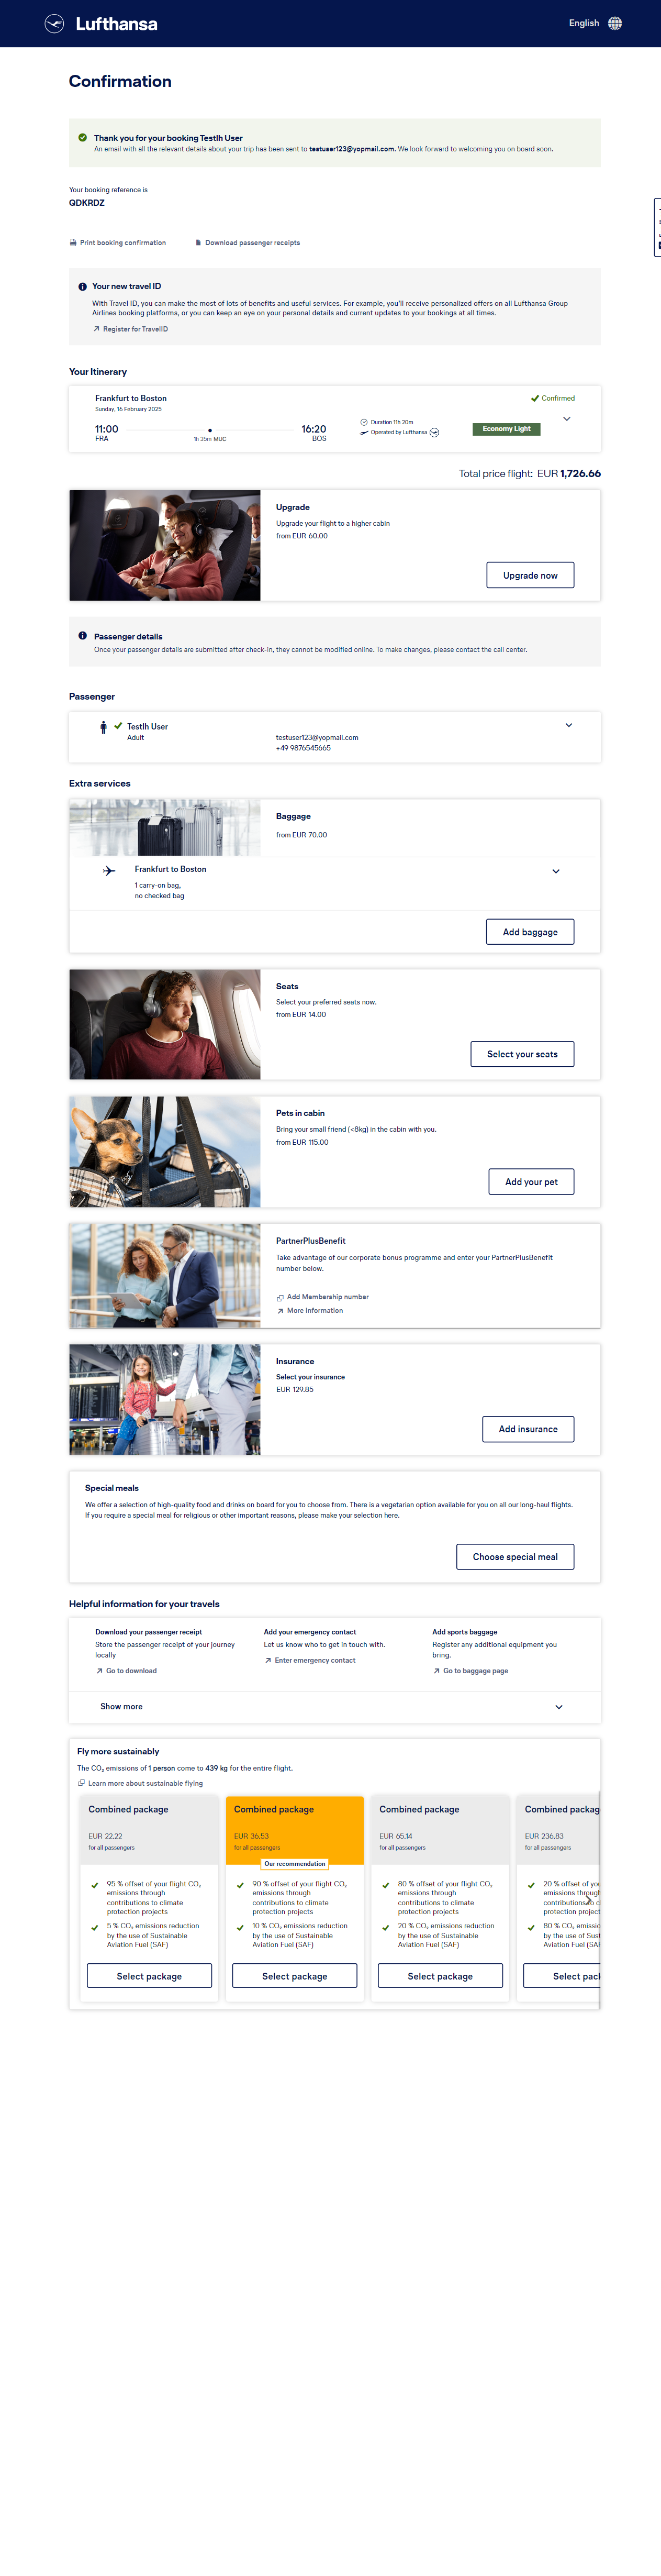 Lufthansa
English
Confirmation
Thank you for your booking Testlh User
An email with all the relevant details about your trip has been sent to testuser123@yopmail.com. We look forward to welcoming you on board soon.
Your booking reference is
QDKRDZ
Print booking confirmation
Download passenger receipts
Your new travel ID
With Travel ID, you can make the most of lots of benefits and useful services. For example, you'll receive personalized offers on all Lufthansa Group
Airlines booking platforms, or you can keep an eye on your personal details and current updates to your bookings at all times.
Register for TravelID
Your Itinerary
Frankfurt to Boston
Confirmed
Sunday, 16 February 2025
11:00
16:20
FRA
1h 35m MUC
BOS
Duration 11h 20m
Operated by Lufthansa
Economy Light
Total price flight: EUR 1,726.66
Upgrade
Upgrade your flight to a higher cabin
from EUR 60.00
Upgrade now
Passenger details
Once your passenger details are submitted after check-in, they cannot be modified online. To make changes, please contact the call center.
Passenger
Testlh User
Adult
testuser123@yopmail.com
+49 9876545665
Extra services
Baggage
from EUR 70.00
Frankfurt to Boston
1 carry-on bag,
no checked bag
Add baggage
Seats
Select your preferred seats now.
from EUR 14.00
Select your seats
Pets in cabin
Bring your small friend (<8kg) in the cabin with you.
from EUR 115.00
Add your pet
PartnerPlusBenefit
Take advantage of our corporate bonus programme and enter your PartnerPlusBenefit
number below.
Add Membership number
More Information
Insurance
Select your insurance
EUR 129.85
Add insurance
Special meals
We offer a selection of high-quality food and drinks on board for you to choose from. There is a vegetarian option available for you on all our long-haul flights.
If you require a special meal for religious or other important reasons, please make your selection here.
Choose special meal
Helpful information for your travels
Download your passenger receipt
Store the passenger receipt of your journey
locally
Go to download
Add your emergency contact
Let us know who to get in touch with.
Enter emergency contact
Add sports baggage
Register any additional equipment you
bring.
Go to baggage page
Show more
Fly more sustainably
The CO₂ emissions of 1 person come to 439 kg for the entire flight.
Learn more about sustainable flying
Combined package
EUR 22.22
for all passengers
95 % offset of your flight CO₂
emissions through
contributions to climate
protection projects
5 % CO₂ emissions reduction
by the use of Sustainable
Aviation Fuel (SAF)
Select package
Combined package
EUR 36.53
for all passengers
Our recommendation
90 % offset of your flight CO₂
emissions through
contributions to climate
protection projects
10 % CO₂ emissions reduction
by the use of Sustainable
Aviation Fuel (SAF)
Select package
Combined package
EUR 65.14
for all passengers
80 % offset of your flight CO₂
emissions through
contributions to climate
protection projects
20 % CO₂ emissions reduction
by the use of Sustainable
Aviation Fuel (SAF)
Select package
Combined packag
EUR 236.83
for all passengers
20 % offset of you
emissions through
contributions
protection project
80 % CO₂ emissio
by the use of Sust
Aviation Fuel (SAF
Select pack